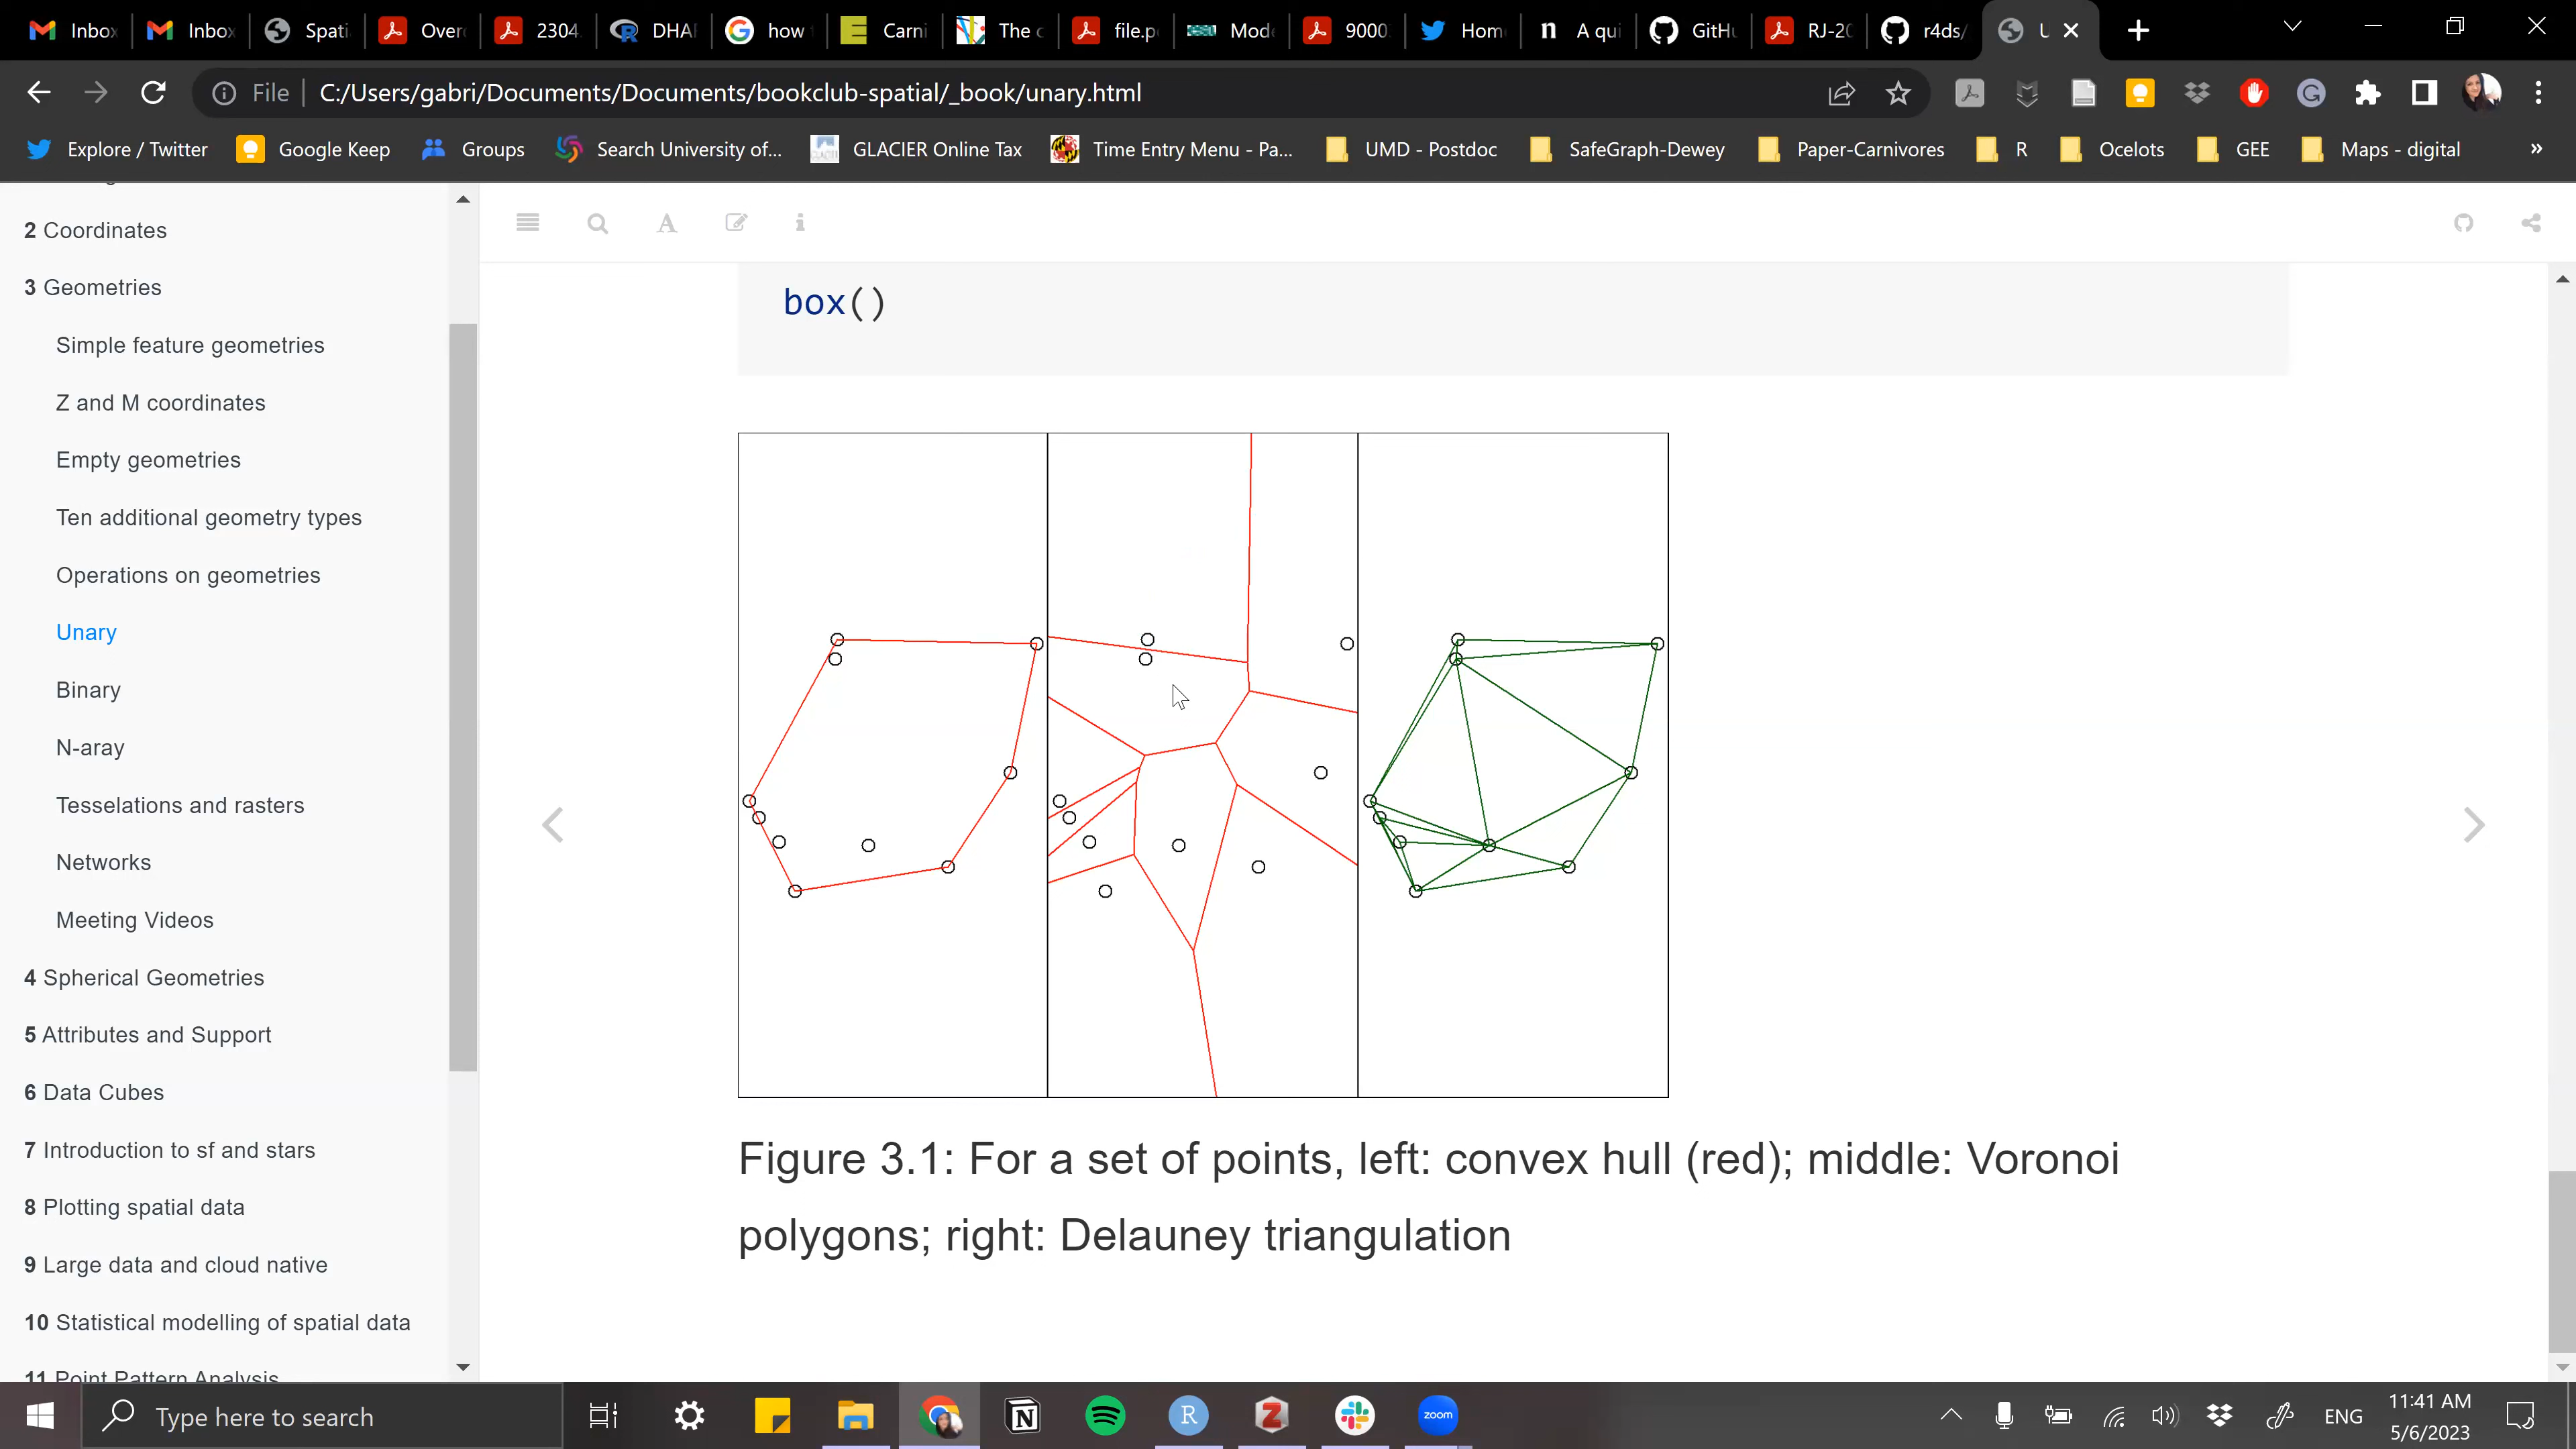 Inbox
Inbox
Spati
Over
2304.
DHAI
how
Carni
The c
file.p
Mode
9000
Home
A qui
GitHu
RJ-20
r4ds/
U
File
C:/Users/gabri/Documents/Documents/bookclub-spatial/_book/unary.html
Explore / Twitter
Google Keep
Groups
Search University of...
GLACIER Online Tax
Time Entry Menu - Pa...
UMD - Postdoc
SafeGraph-Dewey
Paper-Carnivores
R
Ocelots
GEE
Maps - digital
»
2 Coordinates
3 Geometries
Simple feature geometries
Z and M coordinates
Empty geometries
Ten additional geometry types
Operations on geometries
Unary
Binary
N-aray
Tesselations and rasters
Networks
Meeting Videos
4 Spherical Geometries
5 Attributes and Support
6 Data Cubes
7 Introduction to sf and stars
8 Plotting spatial data
9 Large data and cloud native
10 Statistical modelling of spatial data
11 Point Pattern Analysis
box()
Figure 3.1: For a set of points, left: convex hull (red); middle: Voronoi
polygons; right: Delauney triangulation
Type here to search
zoom
ENG
11:41 AM
5/6/2023